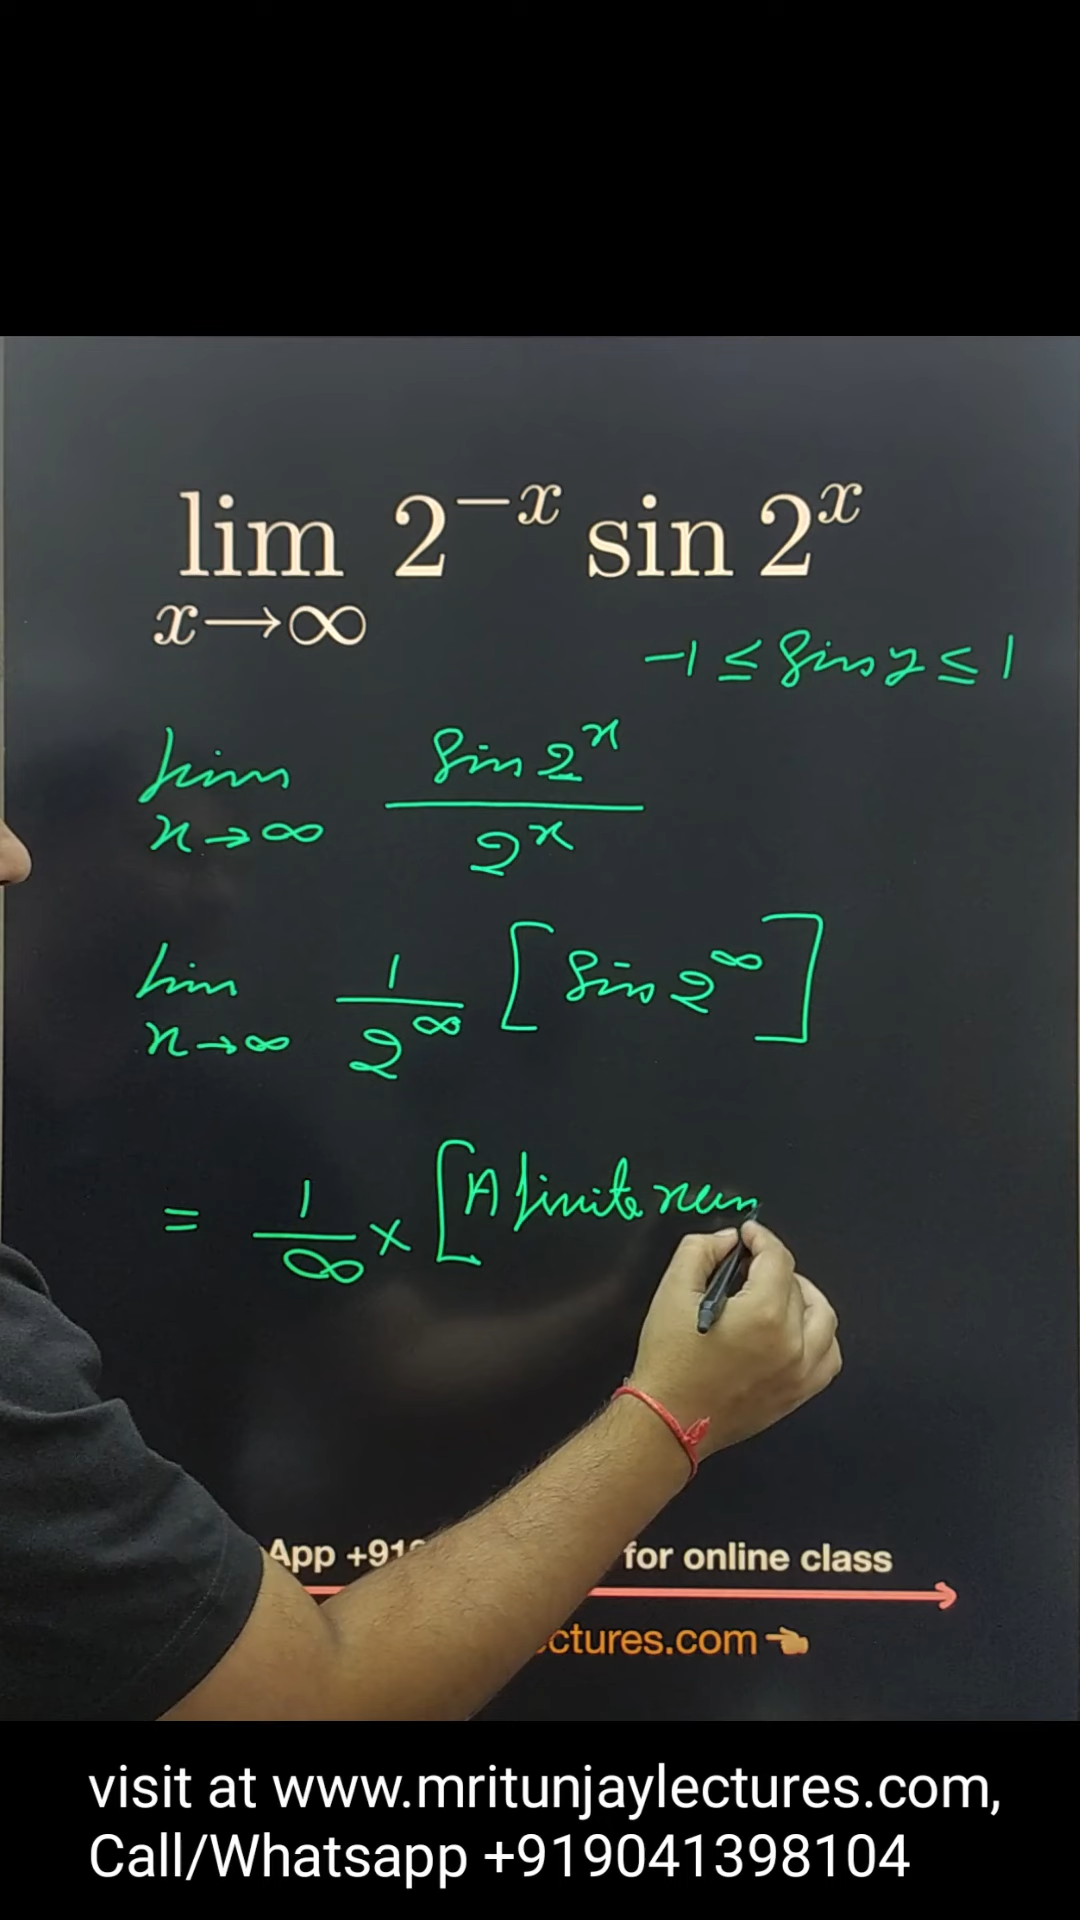 lim 2^{-x} sin 2^x
x→∞
-1 ≤ sin y ≤ 1
lim sin 2^x
x→∞ 2^x
lim 1 [ sin 2^∞ ]
x→∞ 2^∞
= 1/∞ × [ A finite num
App +91 for online class
ctures.com
visit at www.mritunjaylectures.com,
Call/Whatsapp +919041398104